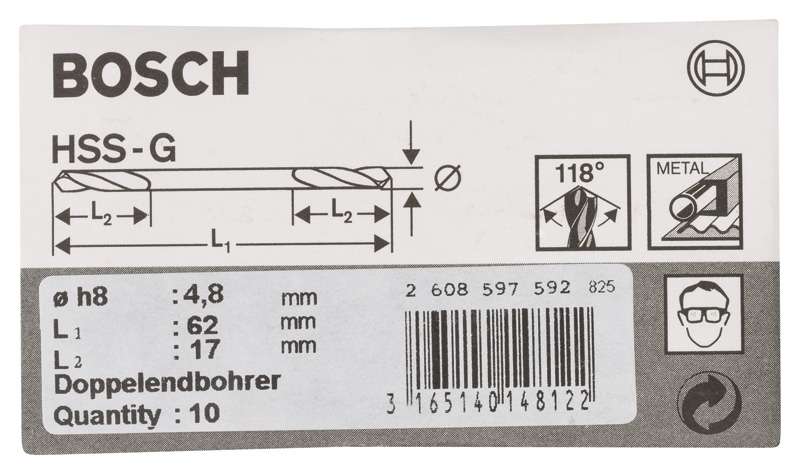 BOSCH
HSS-G
L2
L2
Ø
L1
118°
METAL
ø h8 : 4,8 mm
L1 : 62 mm
L2 : 17 mm
Doppelendbohrer
Quantity : 10
2 608 597 592 825
3 165140 148122